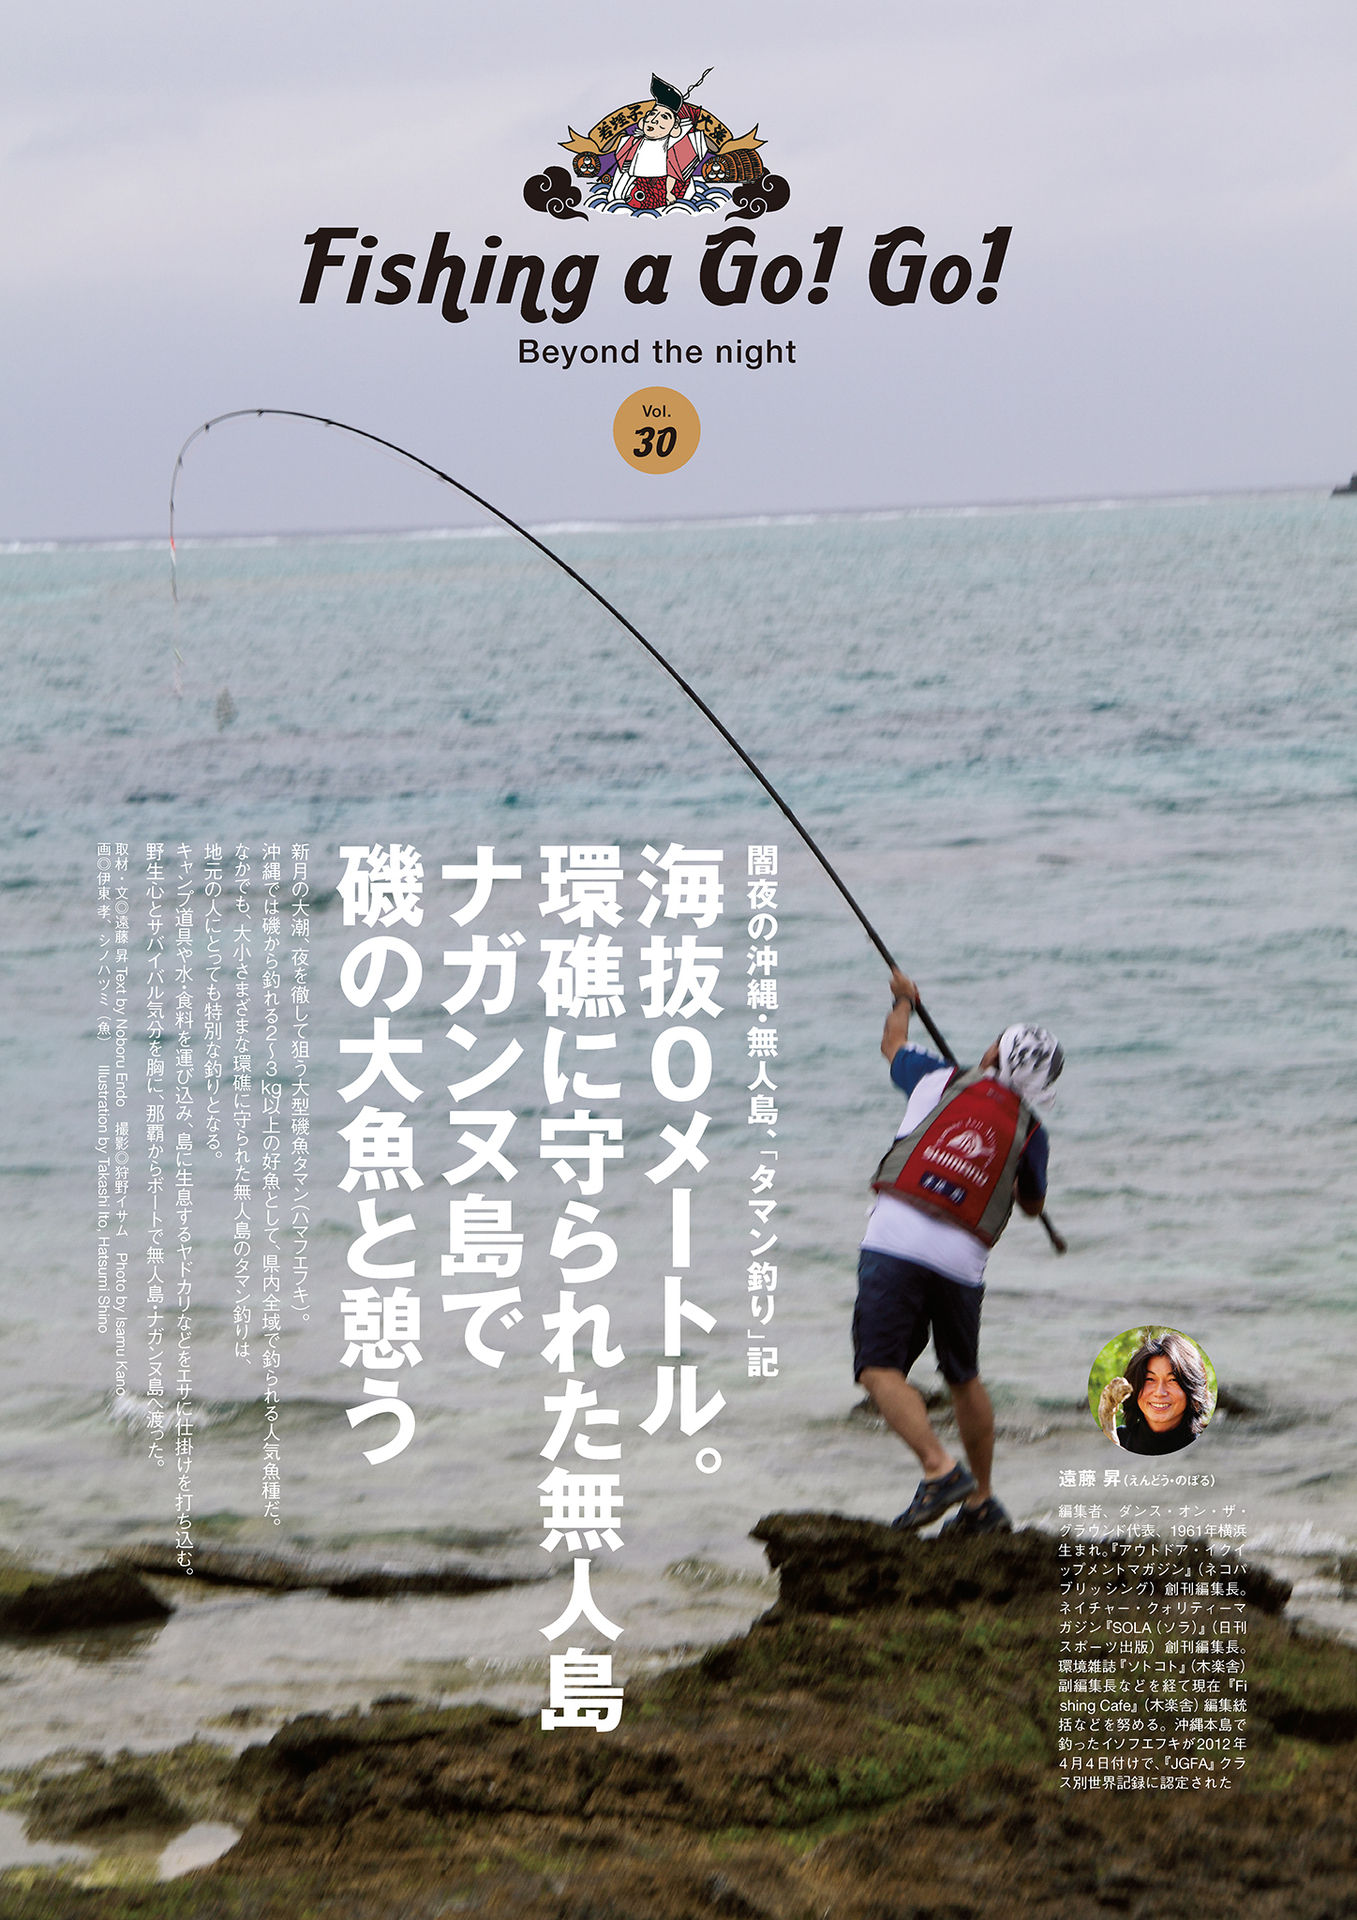 若蛭子
大漁
Fishing a Go! Go!
Beyond the night
Vol.
30
闇夜の沖縄・無人島、「タマン釣り」記
海抜0メートル。
環礁に守られた無人島
ナガンヌ島で
磯の大魚と憩う
新月の大潮、夜を徹して狙う大型磯魚タマン（ハマフエフキ）。
沖縄では磯から釣れる2〜3kg以上の好魚として、県内全域で釣られる人気魚種だ。
なかでも、大小さまざまな環礁に守られた無人島のタマン釣りは、
地元の人にとっても特別な釣りとなる。
キャンプ道具や水・食料を運び込み、島に生息するヤドカリなどをエサに仕掛けを打ち込む。
野生心とサバイバル気分を胸に、那覇からボートで無人島・ナガンヌ島へ渡った。
取材・文◎遠藤 昇 Text by Noboru Endo 撮影◎狩野イサム Photo by Isamu Kano
画◎伊東 孝、シノハツミ（魚） Illustration by Takashi Ito, Hatsumi Shino
SHIMANO
遠藤 昇（えんどう・のぼる）
編集者、ダンス・オン・ザ・
グラウンド代表、1961年横浜
生まれ。『アウトドア・イクイ
ップメントマガジン』（ネコパ
ブリッシング）創刊編集長。
ネイチャー・クォリティーマ
ガジン『SOLA（ソラ）』（日刊
スポーツ出版）創刊編集長。
環境雑誌『ソトコト』（木楽舎）
副編集長などを経て現在『Fi
shing Cafe』（木楽舎）編集統
括などを努める。沖縄本島で
釣ったイソフエフキが2012年
4月4日付けで、『JGFA』クラ
ス別世界記録に認定された